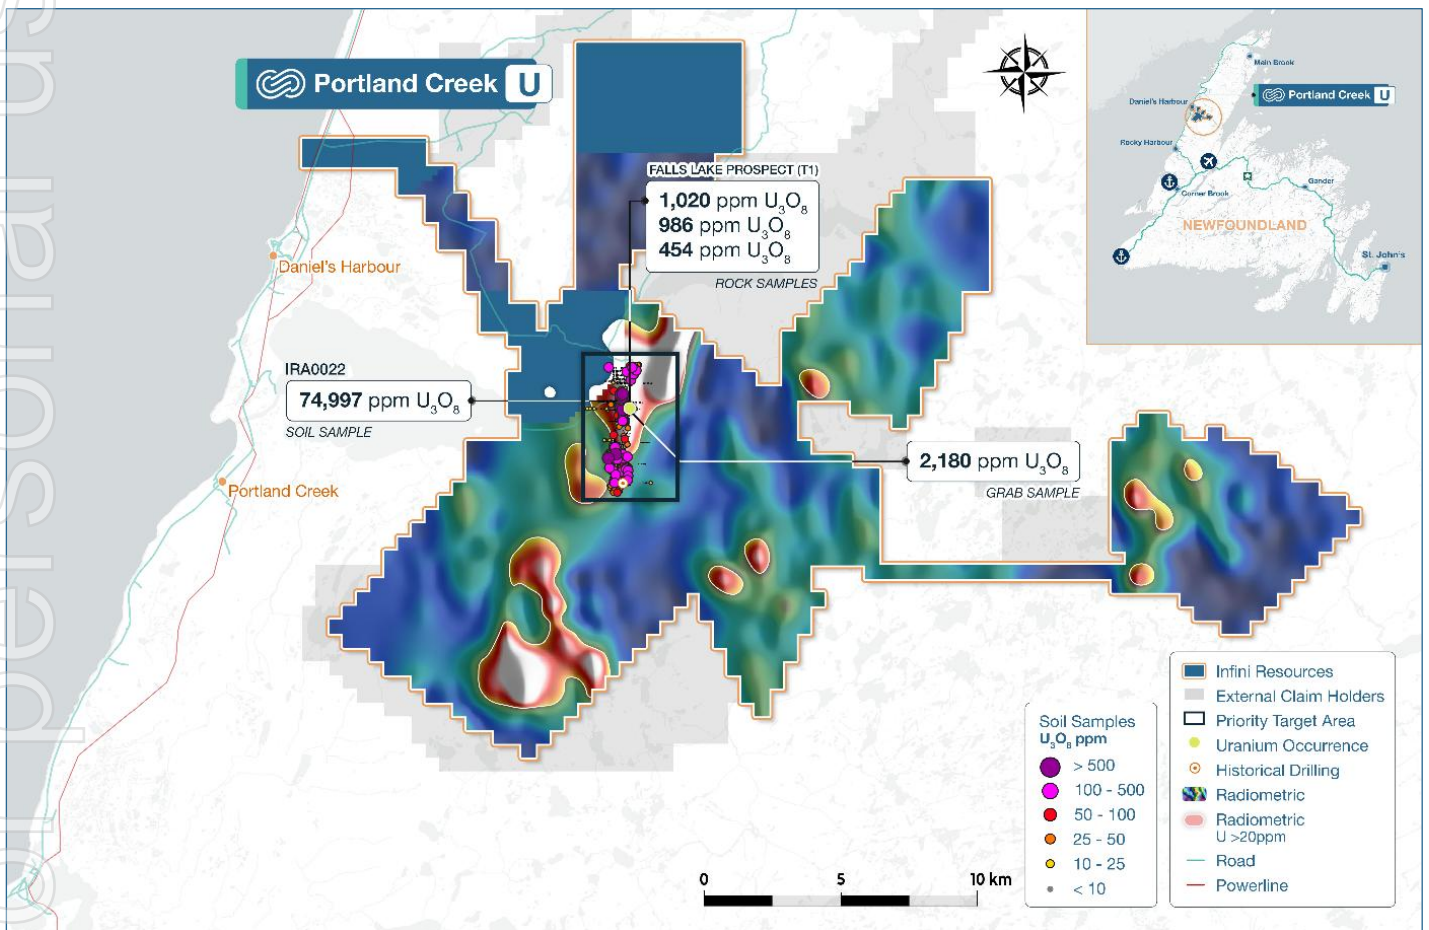 or personal us
Portland Creek U
Main Brook
Portland Creek U
Daniel's Harbour
Rocky Harbour
Corner Brook
Gander
NEWFOUNDLAND
St. John's
FALLS LAKE PROSPECT (T1)
1,020 ppm U₃O₈
986 ppm U₃O₈
454 ppm U₃O₈
ROCK SAMPLES
Daniel's Harbour
IRA0022
74,997 ppm U₃O₈
SOIL SAMPLE
2,180 ppm U₃O₈
GRAB SAMPLE
Portland Creek
Soil Samples
U₃O₈ ppm
> 500
100 - 500
50 - 100
25 - 50
10 - 25
< 10
Infini Resources
External Claim Holders
Priority Target Area
Uranium Occurrence
Historical Drilling
Radiometric
Radiometric
U >20ppm
Road
Powerline
0 5 10 km